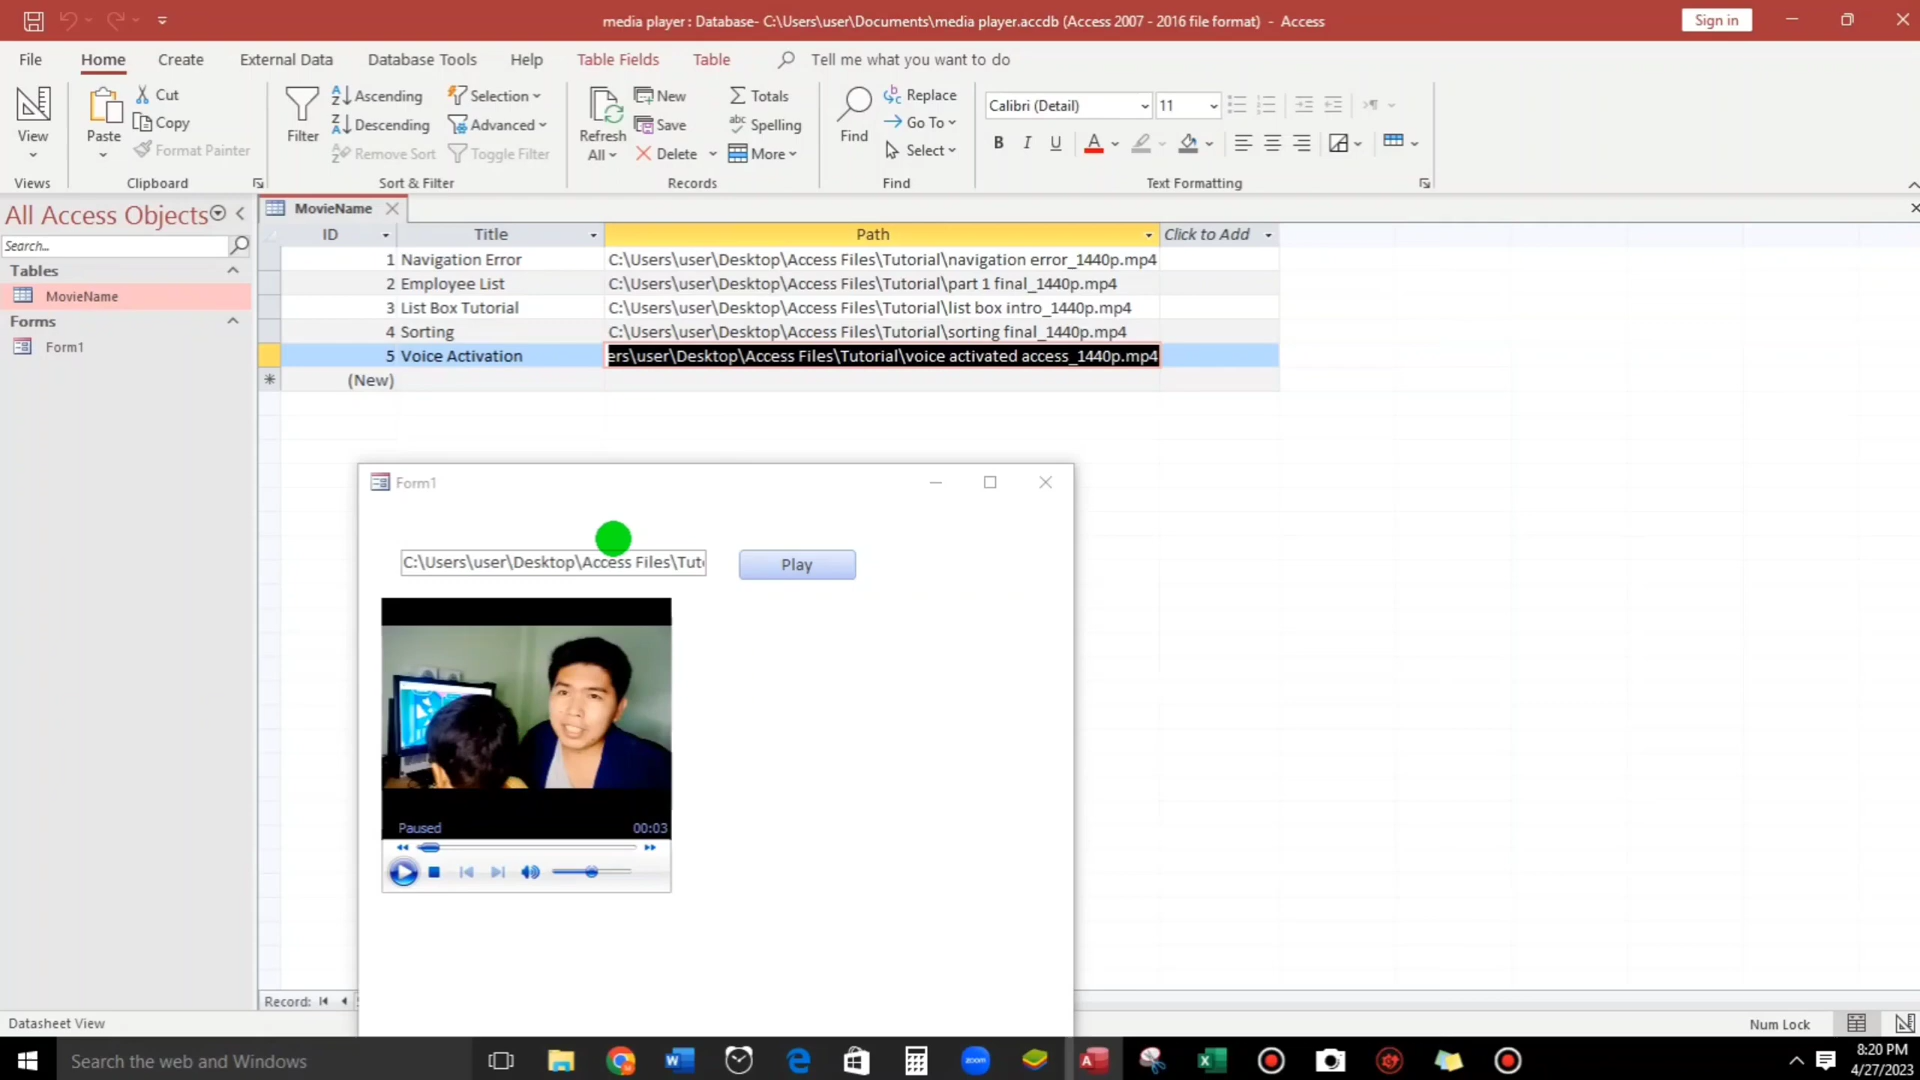 media player : Database- C:\Users\user\Documents\media player.accdb (Access 2007 - 2016 file format) - Access
Sign in
File
Home
Create
External Data
Database Tools
Help
Table Fields
Table
Tell me what you want to do
View
Paste
Cut
Copy
Format Painter
Filter
Ascending
Descending
Remove Sort
Selection
Advanced
Toggle Filter
Refresh All
New
Save
Delete
Totals
Spelling
More
Find
Replace
Go To
Select
Calibri (Detail)
11
B I U A
Views
Clipboard
Sort & Filter
Records
Find
Text Formatting
All Access Objects
Search...
Tables
MovieName
Forms
Form1
MovieName
ID Title Path Click to Add
1 Navigation Error C:\Users\user\Desktop\Access Files\Tutorial\navigation error_1440p.mp4
2 Employee List C:\Users\user\Desktop\Access Files\Tutorial\part 1 final_1440p.mp4
3 List Box Tutorial C:\Users\user\Desktop\Access Files\Tutorial\list box intro_1440p.mp4
4 Sorting C:\Users\user\Desktop\Access Files\Tutorial\sorting final_1440p.mp4
5 Voice Activation ers\user\Desktop\Access Files\Tutorial\voice activated access_1440p.mp4
(New)
Form1
C:\Users\user\Desktop\Access Files\Tut
Play
Paused 00:03
Record:
Datasheet View
Num Lock
Search the web and Windows
zoom
8:20 PM
4/27/2023